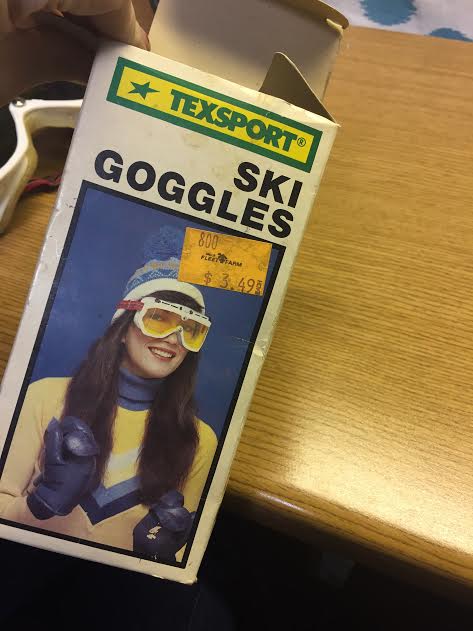 TEXSPORT®
SKI
GOGGLES
800
FLEET FARM
$ 3.49